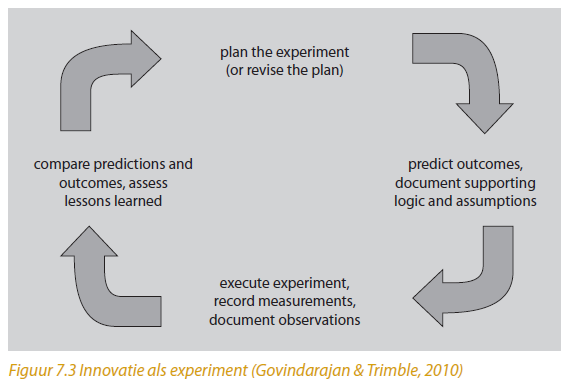 plan the experiment
(or revise the plan)
predict outcomes,
document supporting
logic and assumptions
execute experiment,
record measurements,
document observations
compare predictions and
outcomes, assess
lessons learned
Figuur 7.3 Innovatie als experiment (Govindarajan & Trimble, 2010)